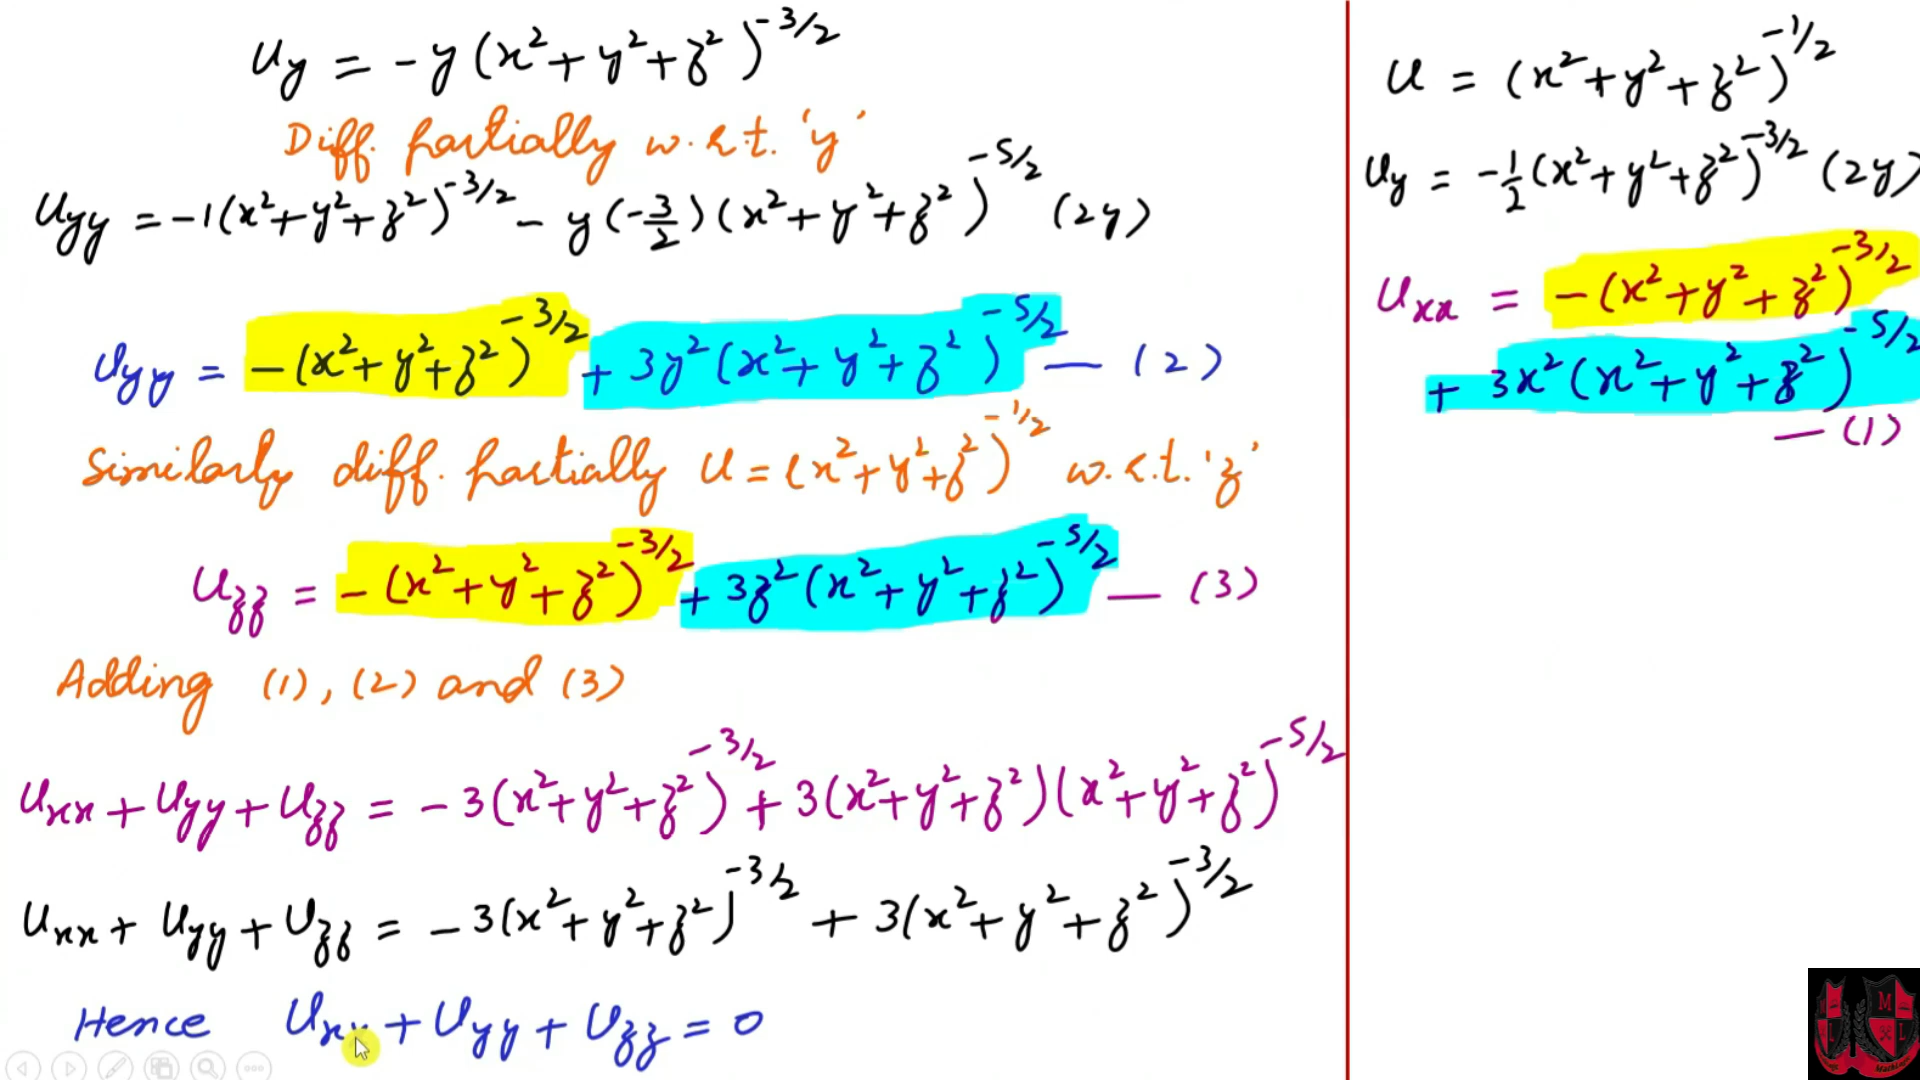 u_y = -y (x² + y² + z²)^{-3/2}
Diff. partially w.r.t. 'y'
u_yy = -1(x² + y² + z²)^{-3/2} - y(-3/2)(x² + y² + z²)^{-5/2} (2y)
u_yy = -(x² + y² + z²)^{-3/2} + 3y²(x² + y² + z²)^{-5/2} — (2)
Similarly diff. partially u = (x² + y² + z²)^{-1/2} w.r.t. 'z'
u_zz = -(x² + y² + z²)^{-3/2} + 3z²(x² + y² + z²)^{-5/2} — (3)
Adding (1), (2) and (3)
u_xx + u_yy + u_zz = -3(x² + y² + z²)^{-3/2} + 3(x² + y² + z²)(x² + y² + z²)^{-5/2}
u_xx + u_yy + u_zz = -3(x² + y² + z²)^{-3/2} + 3(x² + y² + z²)^{-3/2}
Hence u_xx + u_yy + u_zz = 0
u = (x² + y² + z²)^{-1/2}
u_y = -1/2 (x² + y² + z²)^{-3/2} (2y)
u_xx = -(x² + y² + z²)^{-3/2}
+ 3x²(x² + y² + z²)^{-5/2}
— (1)
M
L
L